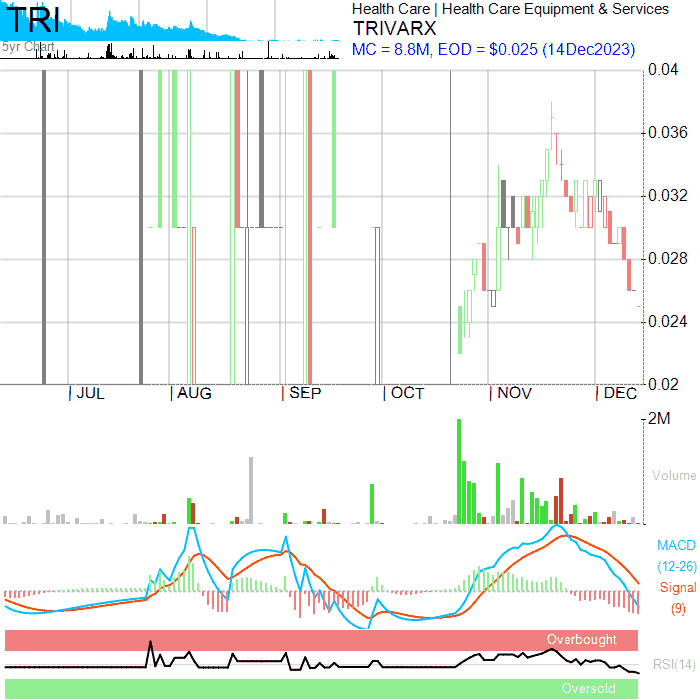 TRI
5yr Chart
Health Care | Health Care Equipment & Services
TRIVARX
MC = 8.8M, EOD = $0.025 (14Dec2023)
0.04
0.036
0.032
0.028
0.024
0.02
JUL AUG SEP OCT NOV DEC
2M
Volume
MACD
(12-26)
Signal
(9)
Overbought
RSI(14)
Oversold